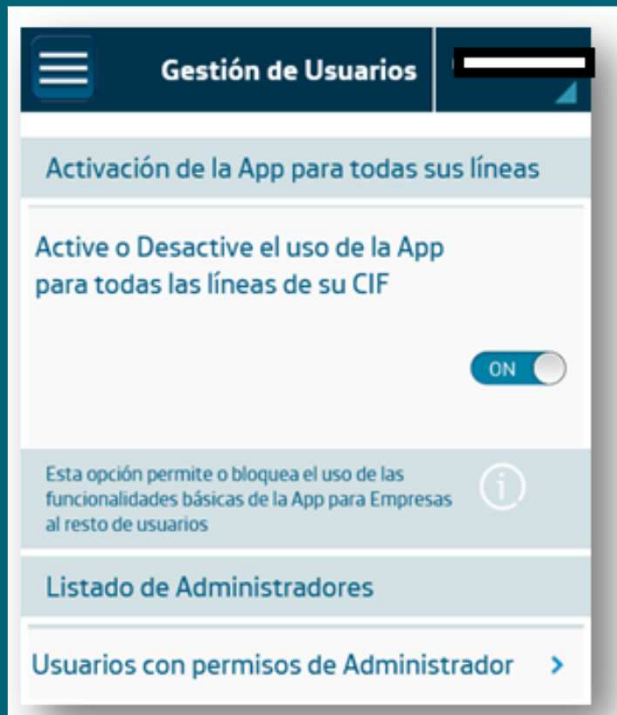 Gestión de Usuarios
Activación de la App para todas sus líneas
Active o Desactive el uso de la App
para todas las líneas de su CIF
ON
Esta opción permite o bloquea el uso de las
funcionalidades básicas de la App para Empresas
al resto de usuarios
Listado de Administradores
Usuarios con permisos de Administrador